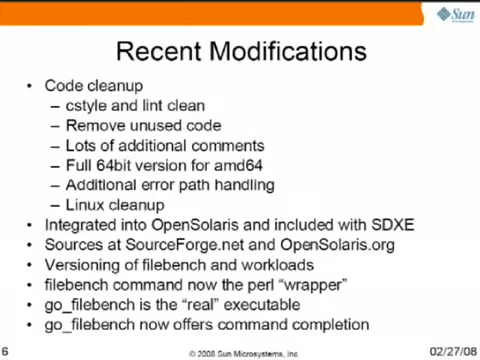 Sun
microsystems
Recent Modifications
• Code cleanup
– cstyle and lint clean
– Remove unused code
– Lots of additional comments
– Full 64bit version for amd64
– Additional error path handling
– Linux cleanup
• Integrated into OpenSolaris and included with SDXE
• Sources at SourceForge.net and OpenSolaris.org
• Versioning of filebench and workloads
• filebench command now the perl “wrapper”
• go_filebench is the “real” executable
• go_filebench now offers command completion
6
© 2008 Sun Microsystems, Inc
02/27/08